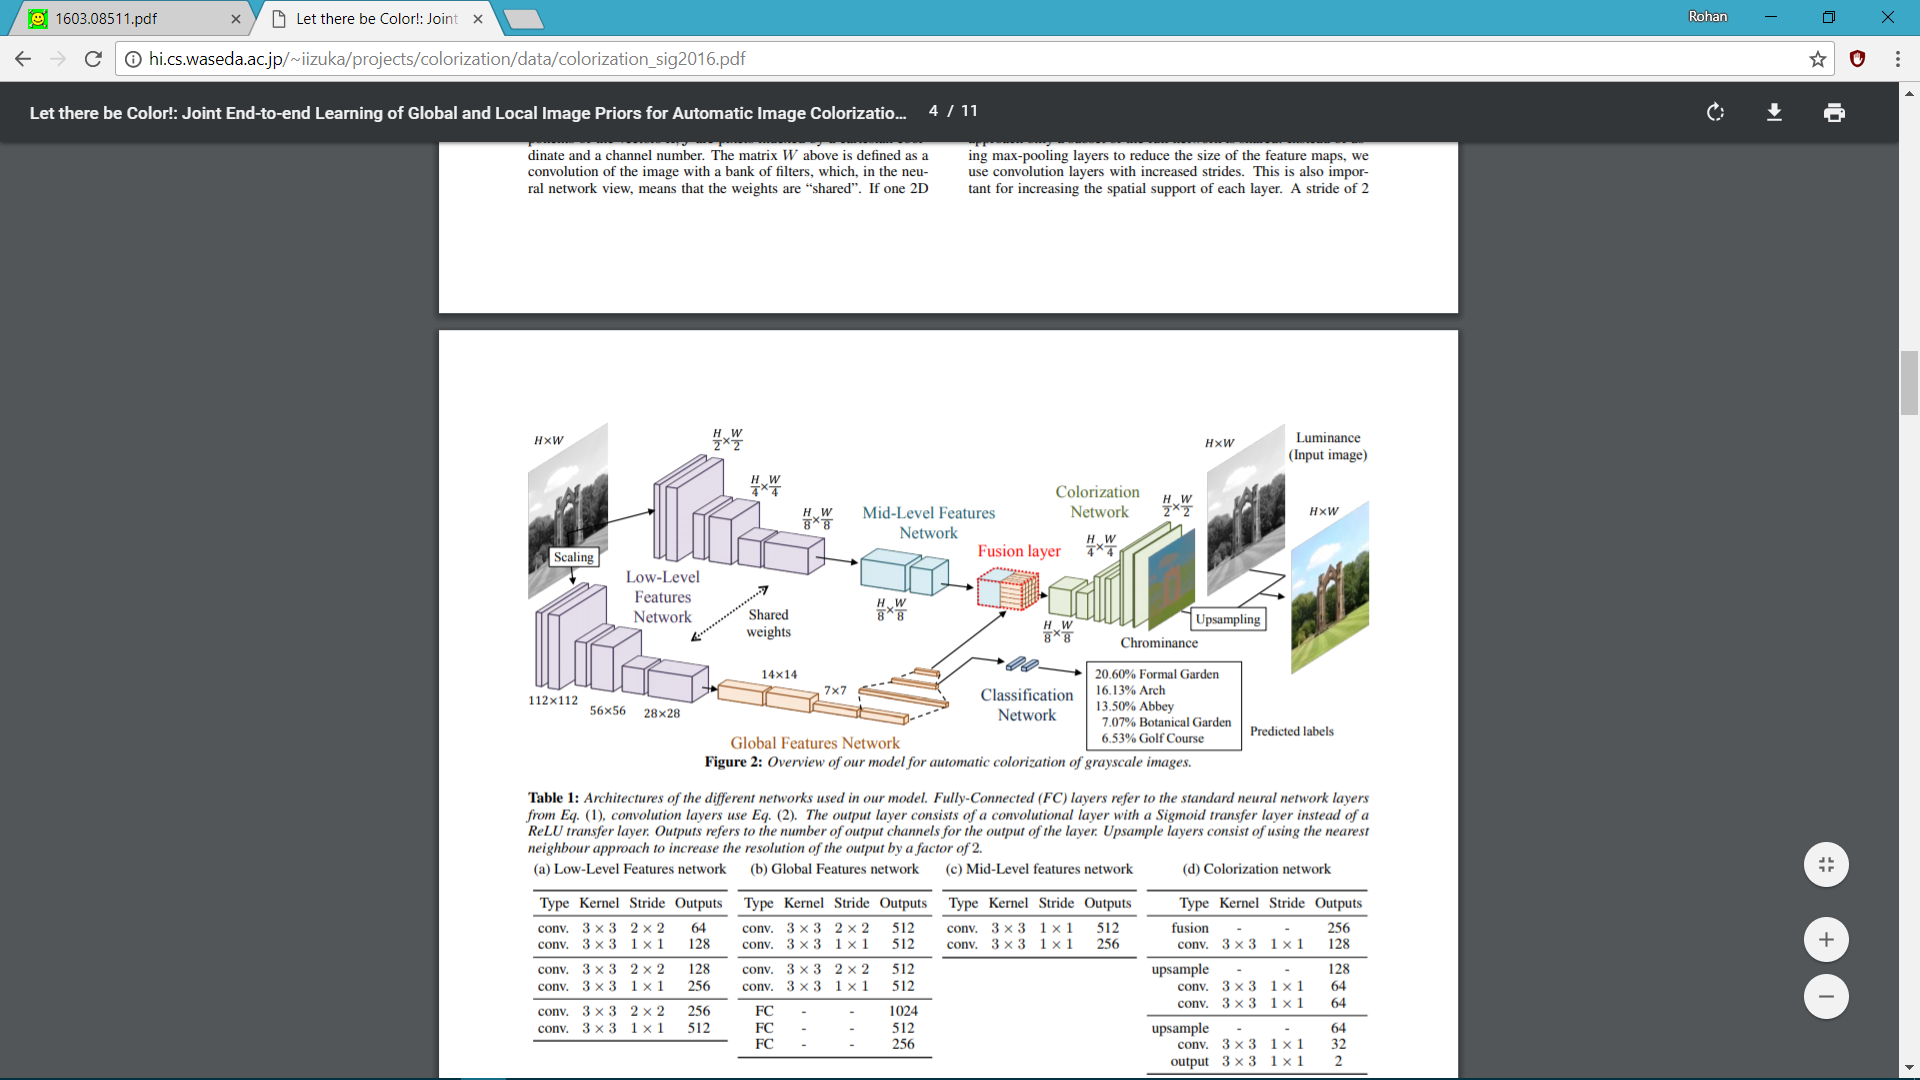 1603.08511.pdf
Let there be Color!: Joint
Rohan
hi.cs.waseda.ac.jp/~iizuka/projects/colorization/data/colorization_sig2016.pdf
Let there be Color!: Joint End-to-end Learning of Global and Local Image Priors for Automatic Image Colorizatio...
4 / 11
dinate and a channel number. The matrix W above is defined as a
convolution of the image with a bank of filters, which, in the neu-
ral network view, means that the weights are “shared”. If one 2D
ing max-pooling layers to reduce the size of the feature maps, we
use convolution layers with increased strides. This is also impor-
tant for increasing the spatial support of each layer. A stride of 2
H×W
H/2×W/2
H/4×W/4
H/8×W/8
Scaling
Low-Level
Features
Network
Shared
weights
112×112
56×56
28×28
14×14
7×7
Global Features Network
Mid-Level Features
Network
H/8×W/8
Fusion layer
H/8×W/8
Colorization
Network
H/4×W/4
H/2×W/2
Chrominance
H×W
Luminance
(Input image)
H×W
Upsampling
Classification
Network
20.60% Formal Garden
16.13% Arch
13.50% Abbey
7.07% Botanical Garden
6.53% Golf Course
Predicted labels
Figure 2: Overview of our model for automatic colorization of grayscale images.
Table 1: Architectures of the different networks used in our model. Fully-Connected (FC) layers refer to the standard neural network layers
from Eq. (1), convolution layers use Eq. (2). The output layer consists of a convolutional layer with a Sigmoid transfer layer instead of a
ReLU transfer layer. Outputs refers to the number of output channels for the output of the layer. Upsample layers consist of using the nearest
neighbour approach to increase the resolution of the output by a factor of 2.
(a) Low-Level Features network
Type Kernel Stride Outputs
conv. 3 × 3 2 × 2 64
conv. 3 × 3 1 × 1 128
conv. 3 × 3 2 × 2 128
conv. 3 × 3 1 × 1 256
conv. 3 × 3 2 × 2 256
conv. 3 × 3 1 × 1 512
(b) Global Features network
Type Kernel Stride Outputs
conv. 3 × 3 2 × 2 512
conv. 3 × 3 1 × 1 512
conv. 3 × 3 2 × 2 512
conv. 3 × 3 1 × 1 512
FC - - 1024
FC - - 512
FC - - 256
(c) Mid-Level features network
Type Kernel Stride Outputs
conv. 3 × 3 1 × 1 512
conv. 3 × 3 1 × 1 256
(d) Colorization network
Type Kernel Stride Outputs
fusion - - 256
conv. 3 × 3 1 × 1 128
upsample - - 128
conv. 3 × 3 1 × 1 64
conv. 3 × 3 1 × 1 64
upsample - - 64
conv. 3 × 3 1 × 1 32
output 3 × 3 1 × 1 2